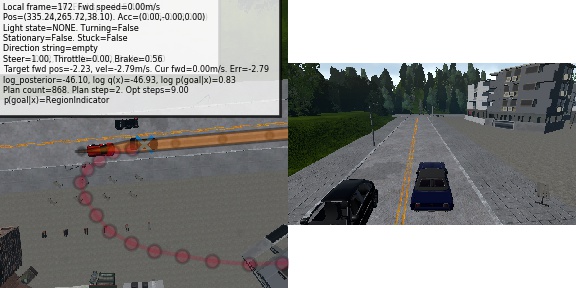 Local frame=172. Fwd speed=0.00m/s
Pos=(335.24,265.72,38.10). Acc=(0.00,-0.00,0.00)
Light state=NONE. Turning=False
Stationary=False. Stuck=False
Direction string=empty
Steer=1.00, Throttle=0.00, Brake=0.56
Target fwd pos=-2.23, vel=-2.79m/s. Cur fwd=0.00m/s. Err=-2.79
log_posterior=-46.10, log q(x)=-46.93, log p(goal|x)=0.83
Plan count=868. Plan step=2. Opt steps=9.00
p(goal|x)=RegionIndicator